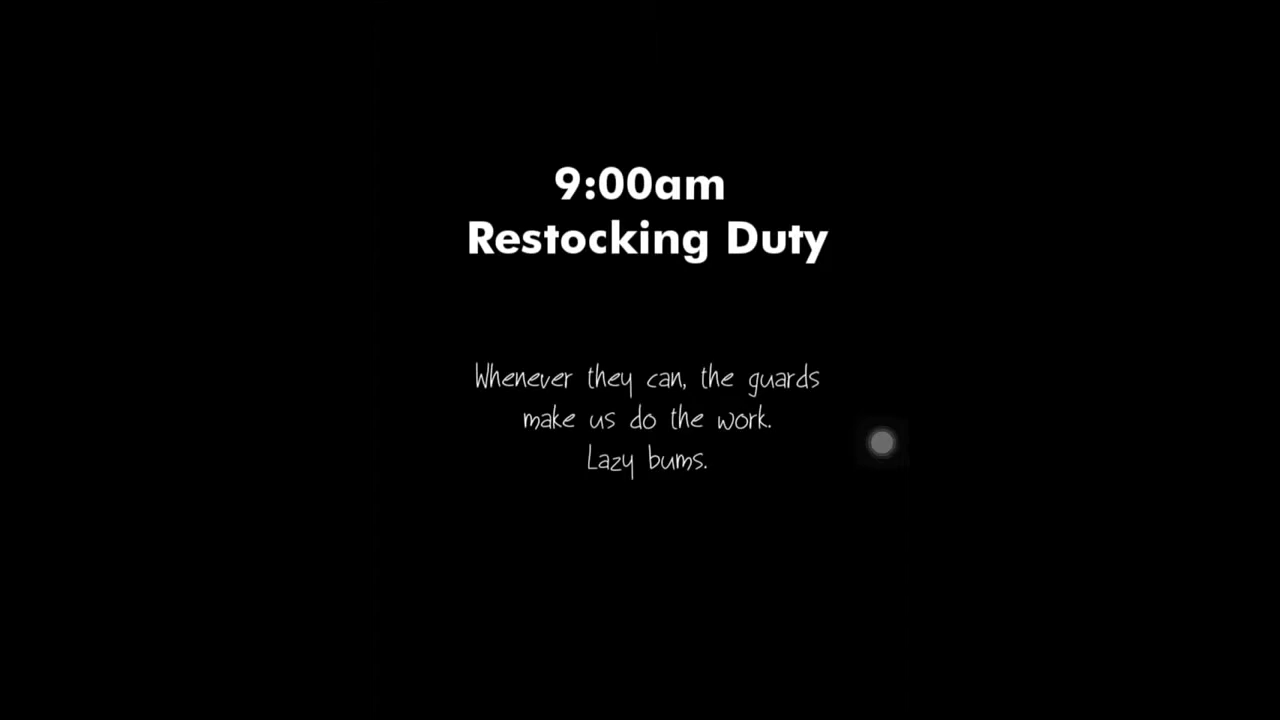 9:00am
Restocking Duty
Whenever they can, the guards
make us do the work.
Lazy bums.